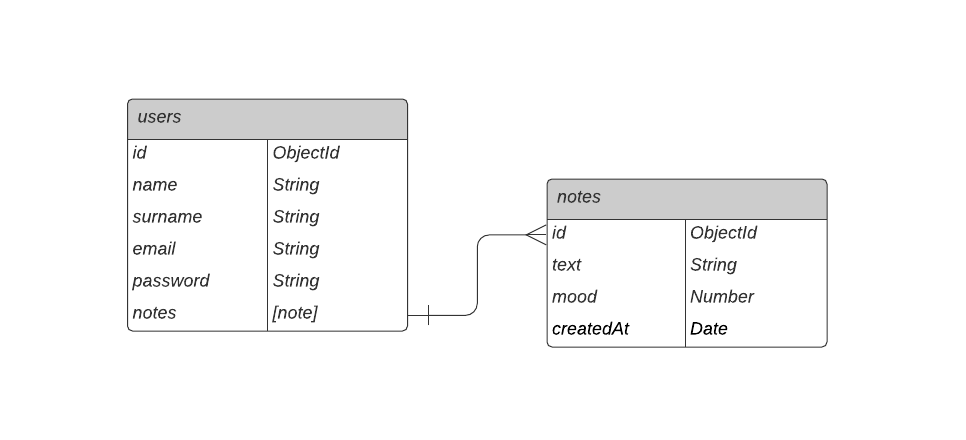 users
id ObjectId
name String
surname String
email String
password String
notes [note]
notes
id ObjectId
text String
mood Number
createdAt Date